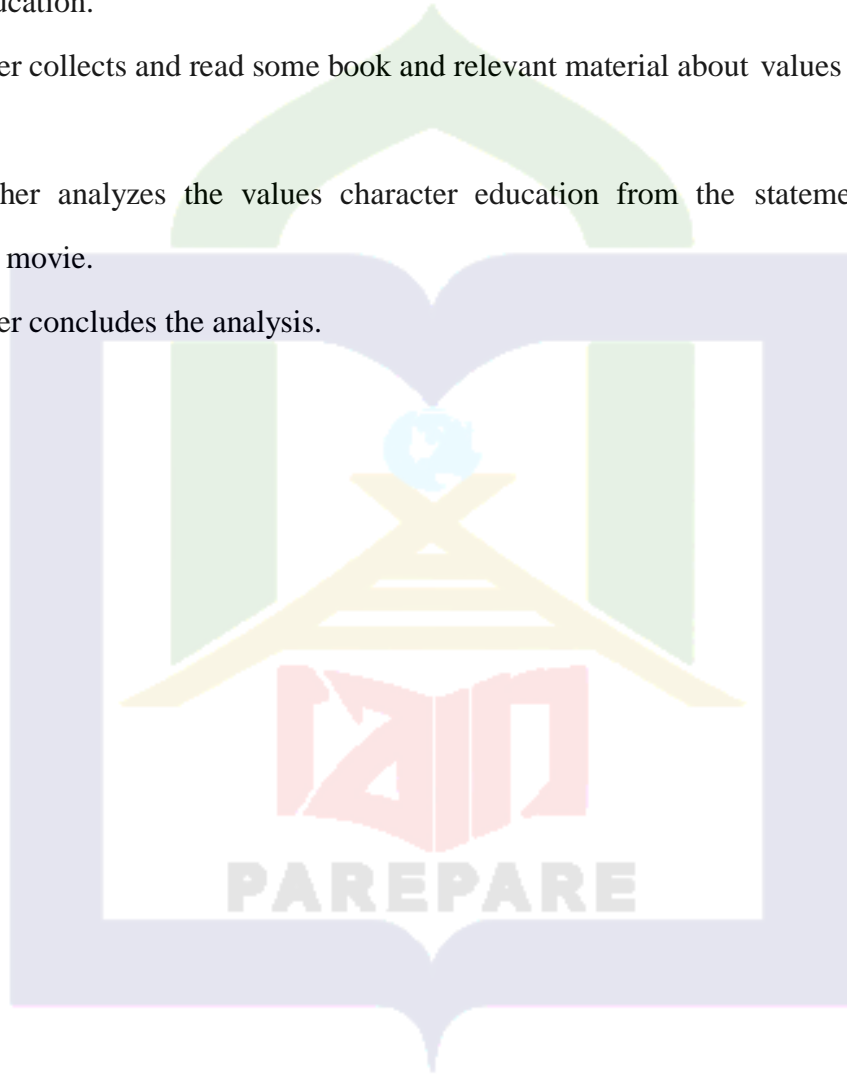 ucation.
er collects and read some book and relevant material about values
her analyzes the values character education from the stateme
movie.
er concludes the analysis.
iain
PAREPARE